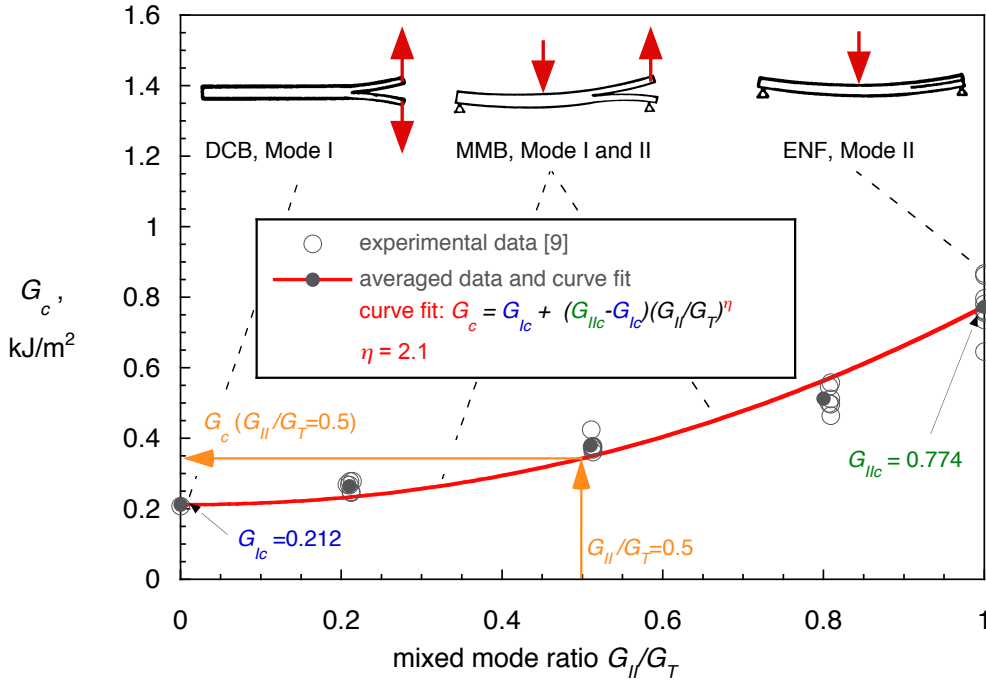 1.6
1.4
1.2
1
0.8
0.6
0.4
0.2
0
G_c ,
kJ/m²
DCB, Mode I
MMB, Mode I and II
ENF, Mode II
experimental data [9]
averaged data and curve fit
curve fit: G_c = G_Ic + (G_IIc-G_Ic)(G_II/G_T)^η
η = 2.1
G_c (G_II/G_T=0.5)
G_IIc = 0.774
G_Ic =0.212
G_II/G_T=0.5
0 0.2 0.4 0.6 0.8 1
mixed mode ratio G_II/G_T